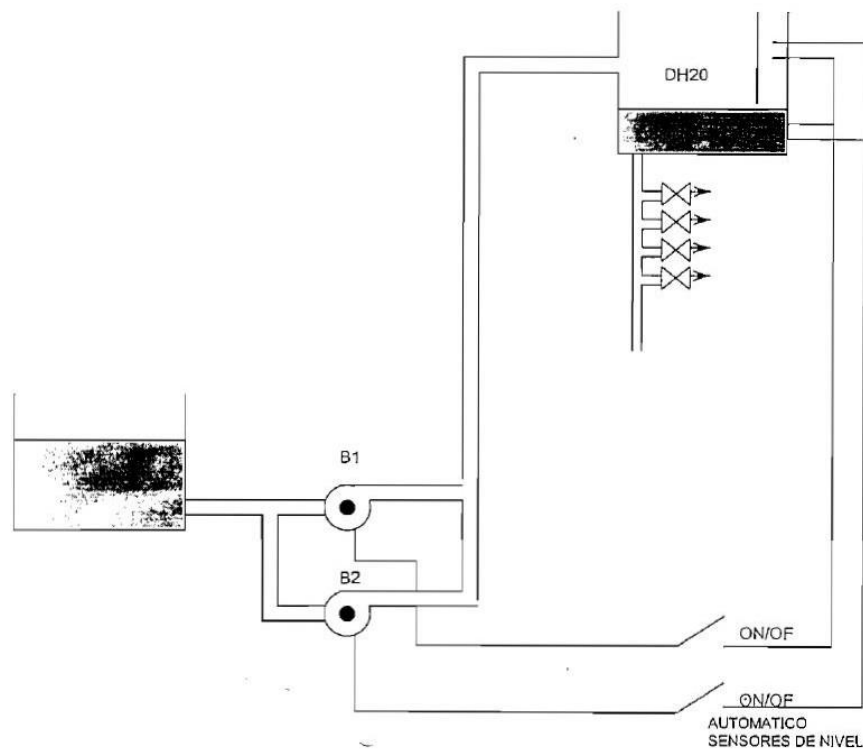 DH20
B1
B2
ON/OF
ON/OF
AUTOMATICO
SENSORES DE NIVEL